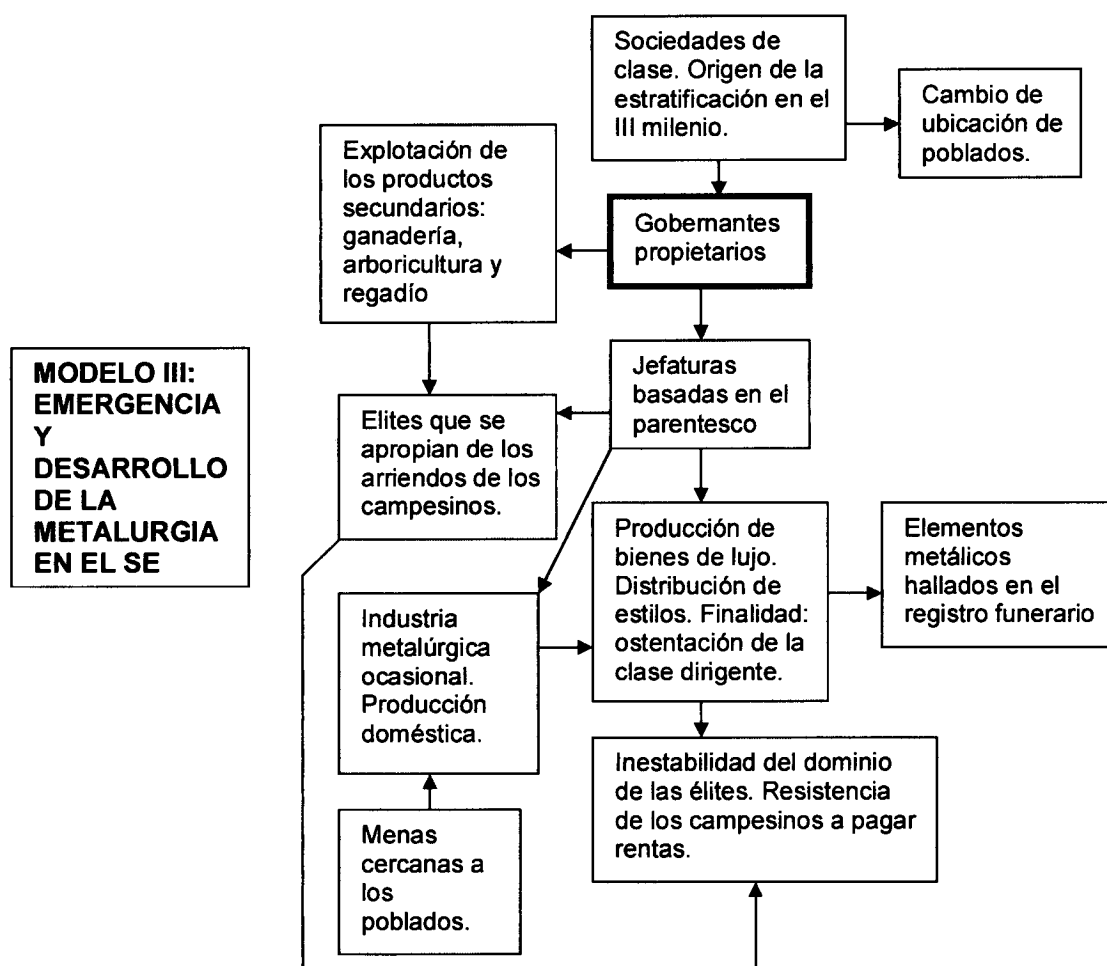 Sociedades de
clase. Origen de la
estratificación en el
III milenio.
Cambio de
ubicación de
poblados.
Explotación de
los productos
secundarios:
ganadería,
arboricultura y
regadío
Gobernantes
propietarios
MODELO III:
EMERGENCIA
Y
DESARROLLO
DE LA
METALURGIA
EN EL SE
Jefaturas
basadas en el
parentesco
Elites que se
apropian de los
arriendos de los
campesinos.
Producción de
bienes de lujo.
Distribución de
estilos. Finalidad:
ostentación de la
clase dirigente.
Elementos
metálicos
hallados en el
registro funerario
Industria
metalúrgica
ocasional.
Producción
doméstica.
Inestabilidad del dominio
de las élites. Resistencia
de los campesinos a pagar
rentas.
Menas
cercanas a
los
poblados.